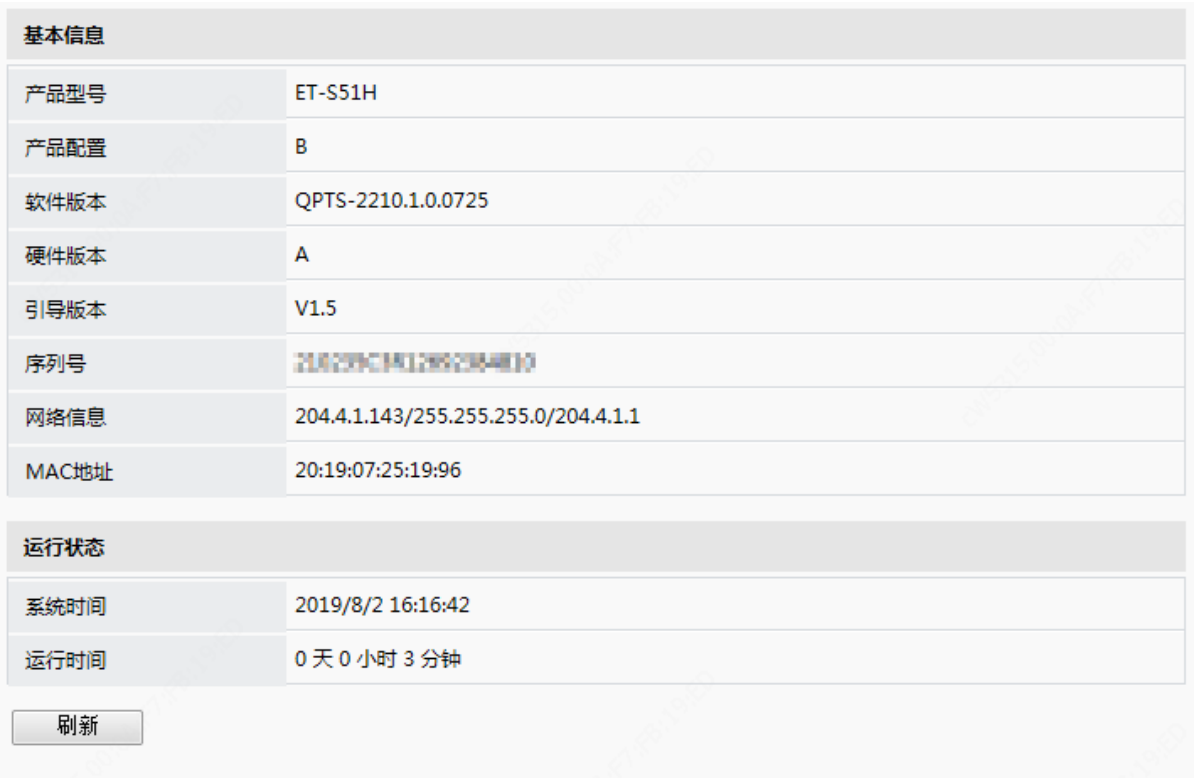 基本信息
产品型号 ET-S51H
产品配置 B
软件版本 QPTS-2210.1.0.0725
硬件版本 A
引导版本 V1.5
序列号
网络信息 204.4.1.143/255.255.255.0/204.4.1.1
MAC地址 20:19:07:25:19:96
运行状态
系统时间 2019/8/2 16:16:42
运行时间 0 天 0 小时 3 分钟
刷新